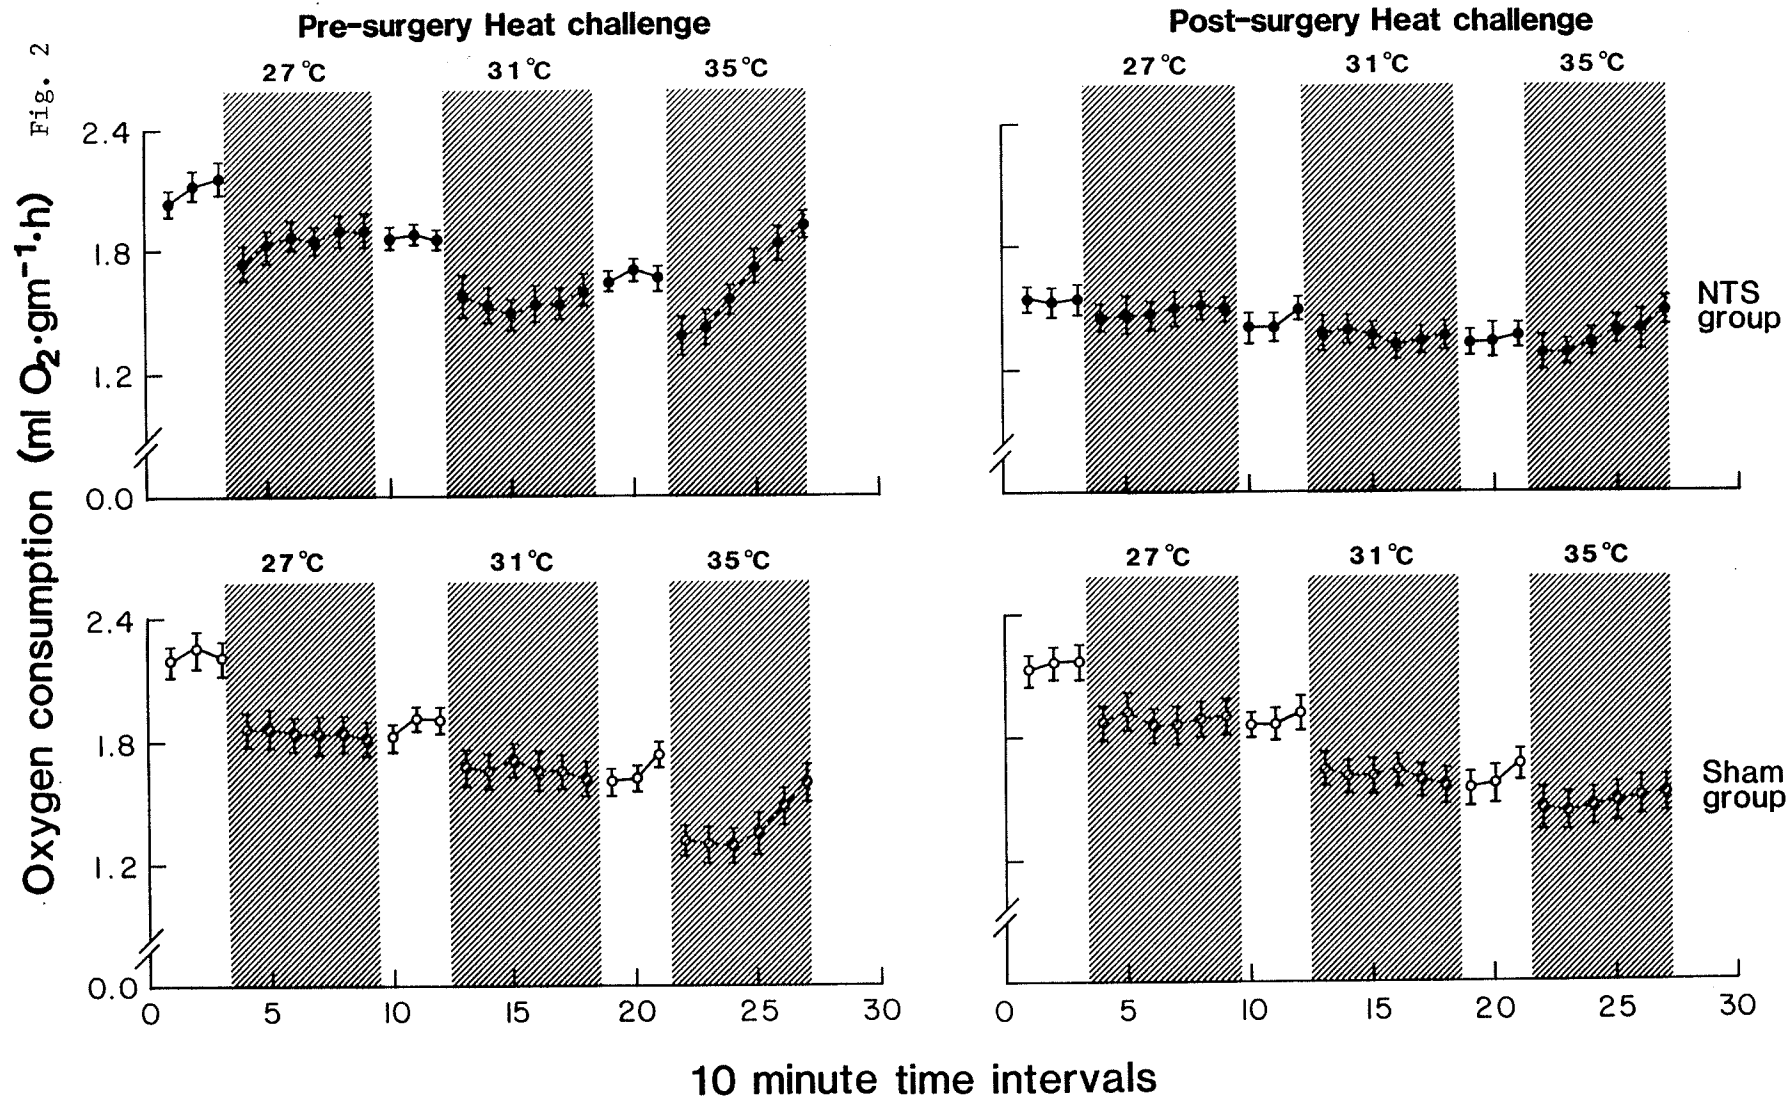 Fig. 2
Pre-surgery Heat challenge
Post-surgery Heat challenge
27°C 31°C 35°C
27°C 31°C 35°C
2.4
1.8
1.2
0.0
NTS
group
27°C 31°C 35°C
27°C 31°C 35°C
2.4
1.8
1.2
0.0
Sham
group
0 5 10 15 20 25 30
0 5 10 15 20 25 30
Oxygen consumption (ml O₂·gm⁻¹·h)
10 minute time intervals